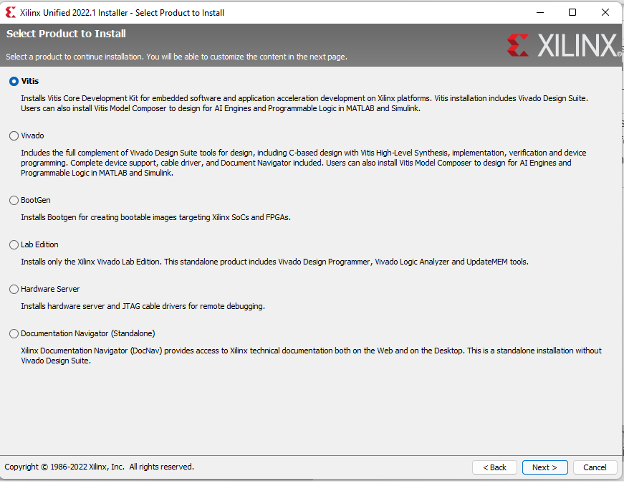 Xilinx Unified 2022.1 Installer - Select Product to Install
Select Product to Install
Select a product to continue installation. You will be able to customize the content in the next page.
XILINX
Vitis
Installs Vitis Core Development Kit for embedded software and application acceleration development on Xilinx platforms. Vitis installation includes Vivado Design Suite.
Users can also install Vitis Model Composer to design for AI Engines and Programmable Logic in MATLAB and Simulink.
Vivado
Includes the full complement of Vivado Design Suite tools for design, including C-based design with Vitis High-Level Synthesis, implementation, verification and device
programming. Complete device support, cable driver, and Document Navigator included. Users can also install Vitis Model Composer to design for AI Engines and
Programmable Logic in MATLAB and Simulink.
BootGen
Installs Bootgen for creating bootable images targeting Xilinx SoCs and FPGAs.
Lab Edition
Installs only the Xilinx Vivado Lab Edition. This standalone product includes Vivado Design Programmer, Vivado Logic Analyzer and UpdateMEM tools.
Hardware Server
Installs hardware server and JTAG cable drivers for remote debugging.
Documentation Navigator (Standalone)
Xilinx Documentation Navigator (DocNav) provides access to Xilinx technical documentation both on the Web and on the Desktop. This is a standalone installation without
Vivado Design Suite.
Copyright © 1986-2022 Xilinx, Inc. All rights reserved.
< Back
Next >
Cancel